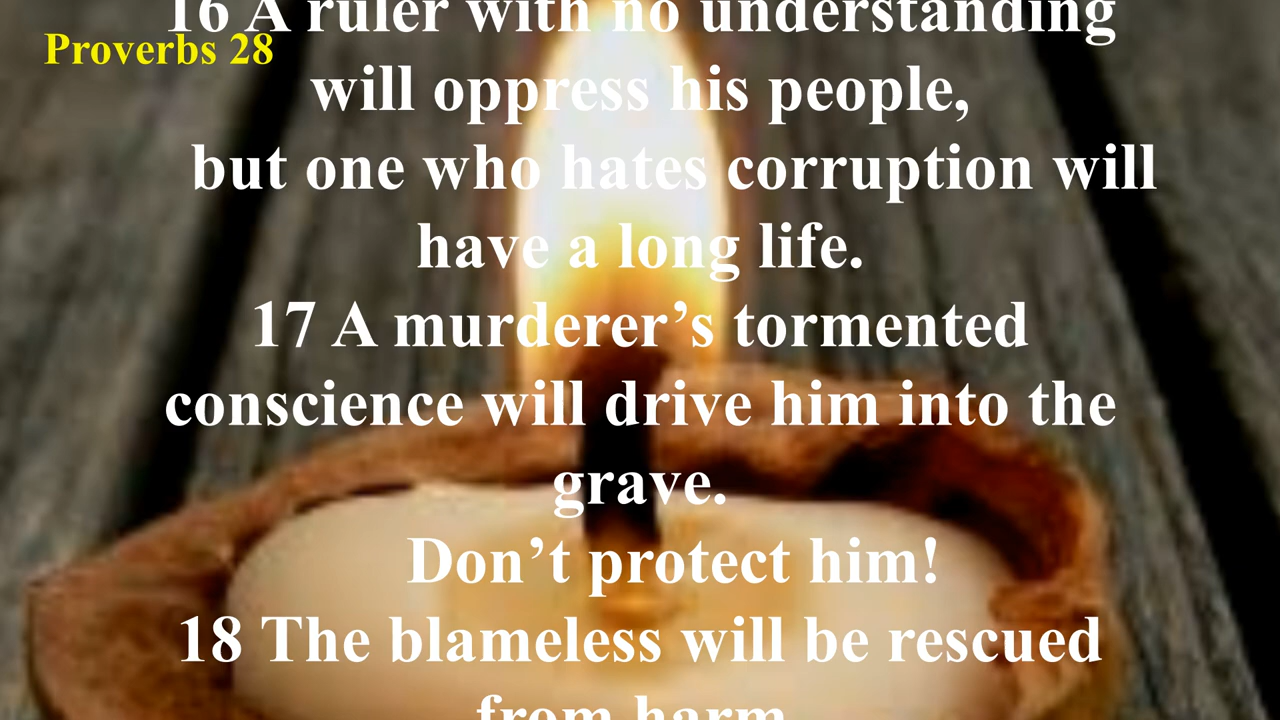 16 A ruler with no understanding
Proverbs 28
will oppress his people,
but one who hates corruption will
have a long life.
17 A murderer’s tormented
conscience will drive him into the
grave.
Don’t protect him!
18 The blameless will be rescued
from harm